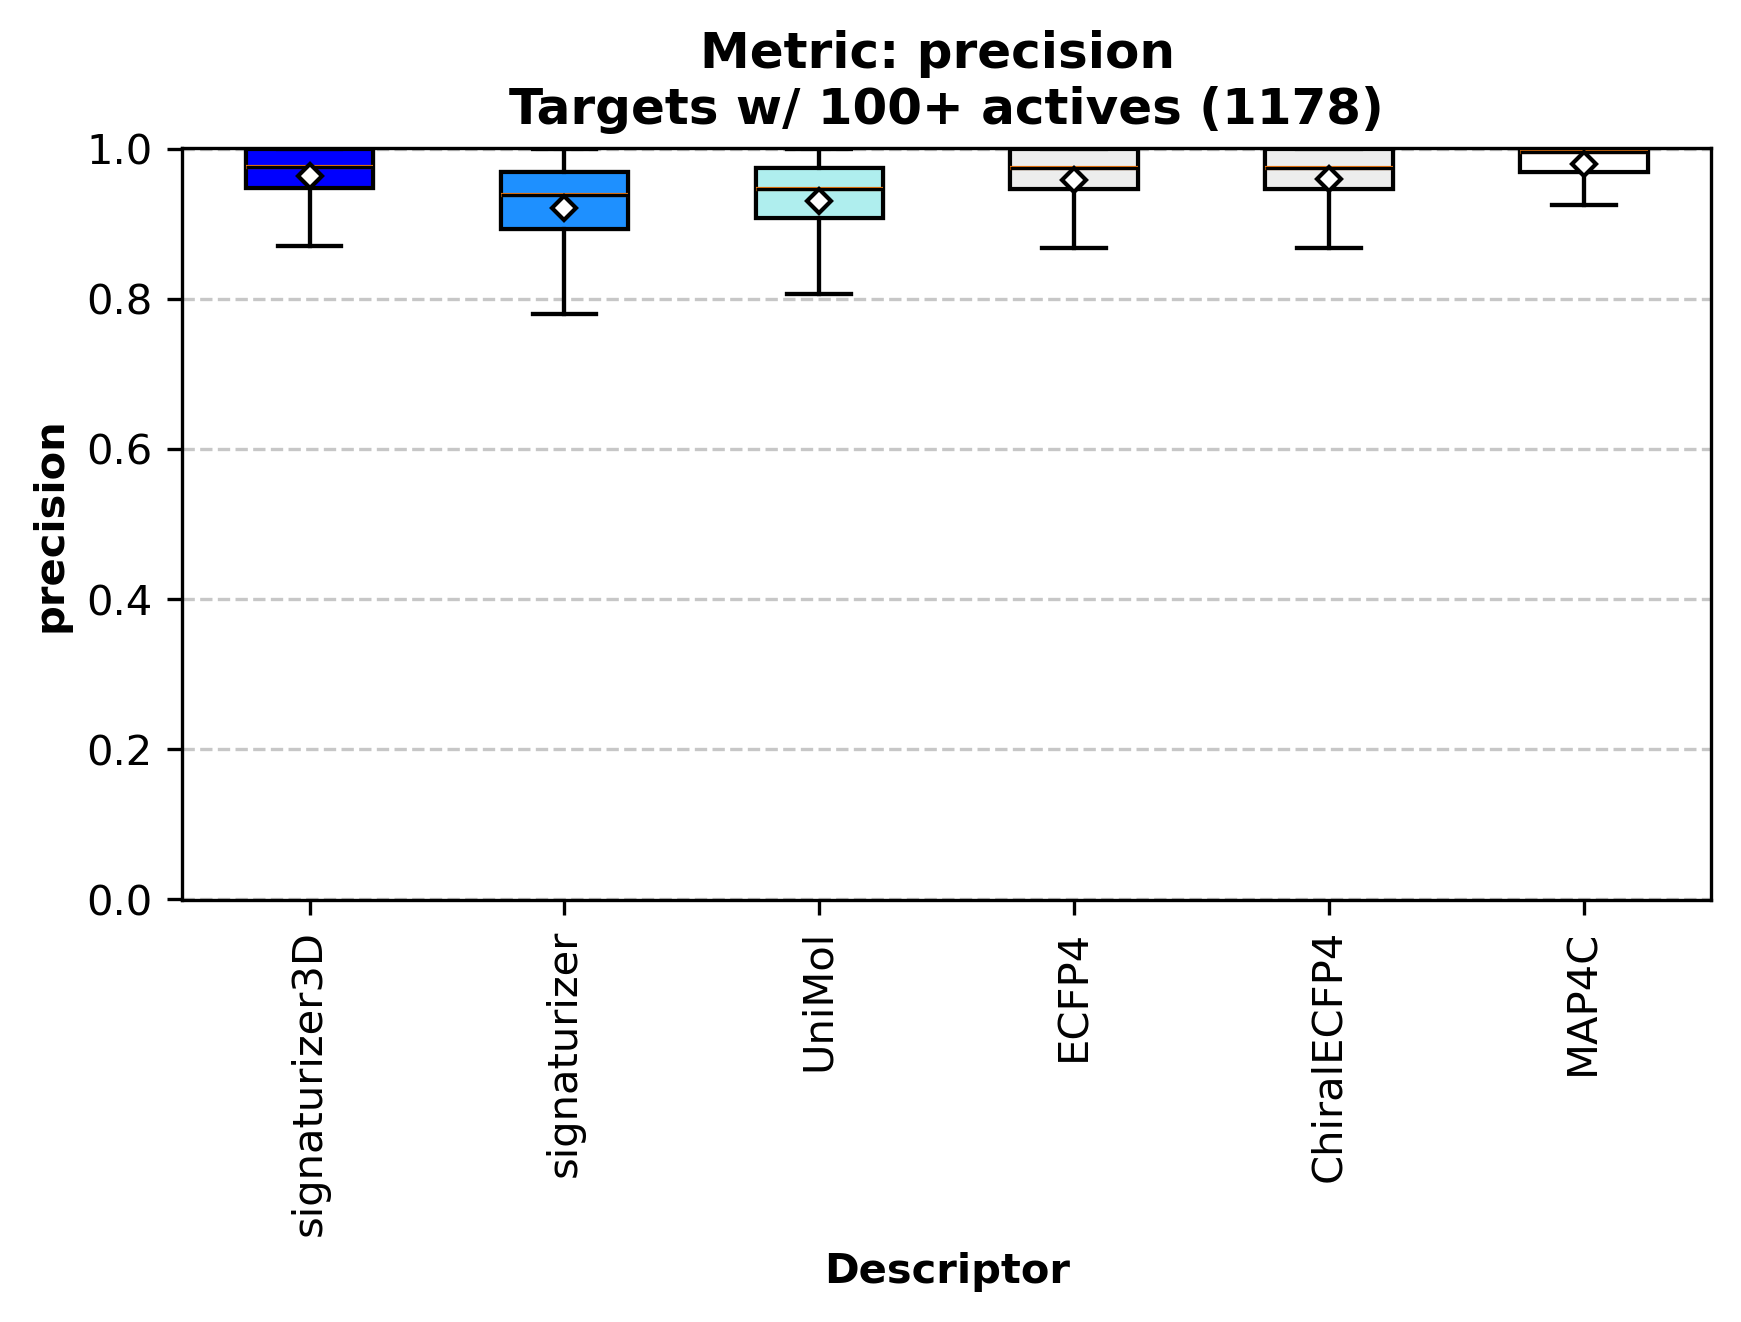 Metric: precision
Targets w/ 100+ actives (1178)
1.0
0.8
0.6
0.4
0.2
0.0
precision
signaturizer3D
signaturizer
UniMol
ECFP4
ChiralECFP4
MAP4C
Descriptor